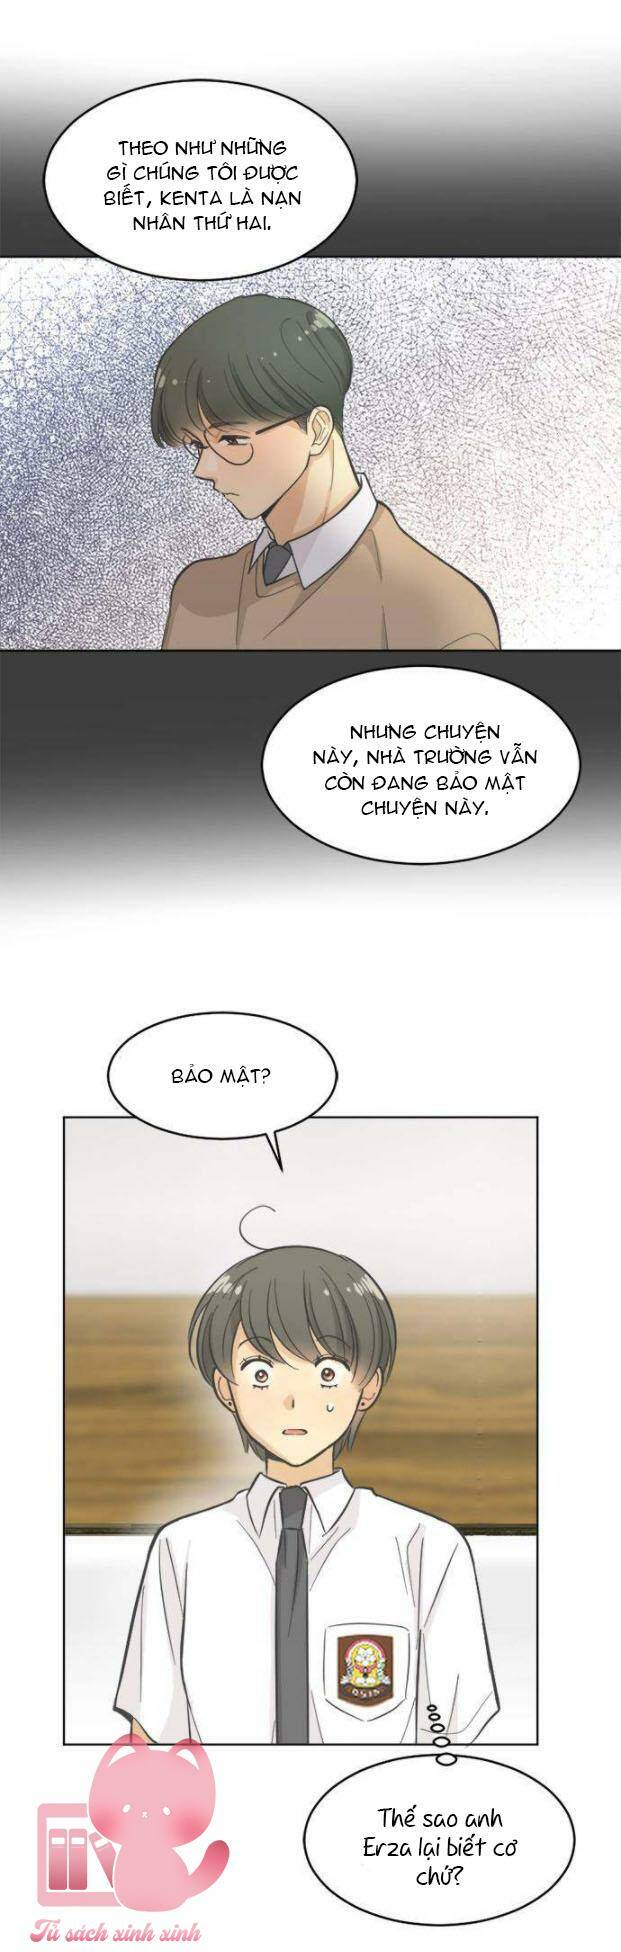 THEO NHƯ NHỮNG
GÌ CHÚNG TÔI ĐƯỢC
BIẾT, KENTA LÀ NẠN
NHÂN THỨ HAI.
NHƯNG CHUYỆN
NÀY, NHÀ TRƯỜNG VẪN
CÒN ĐANG BẢO MẬT
CHUYỆN NÀY.
BẢO MẬT?
OSIS
Thế sao anh
Erza lại biết cơ
chứ?
Tủ sách xinh xinh